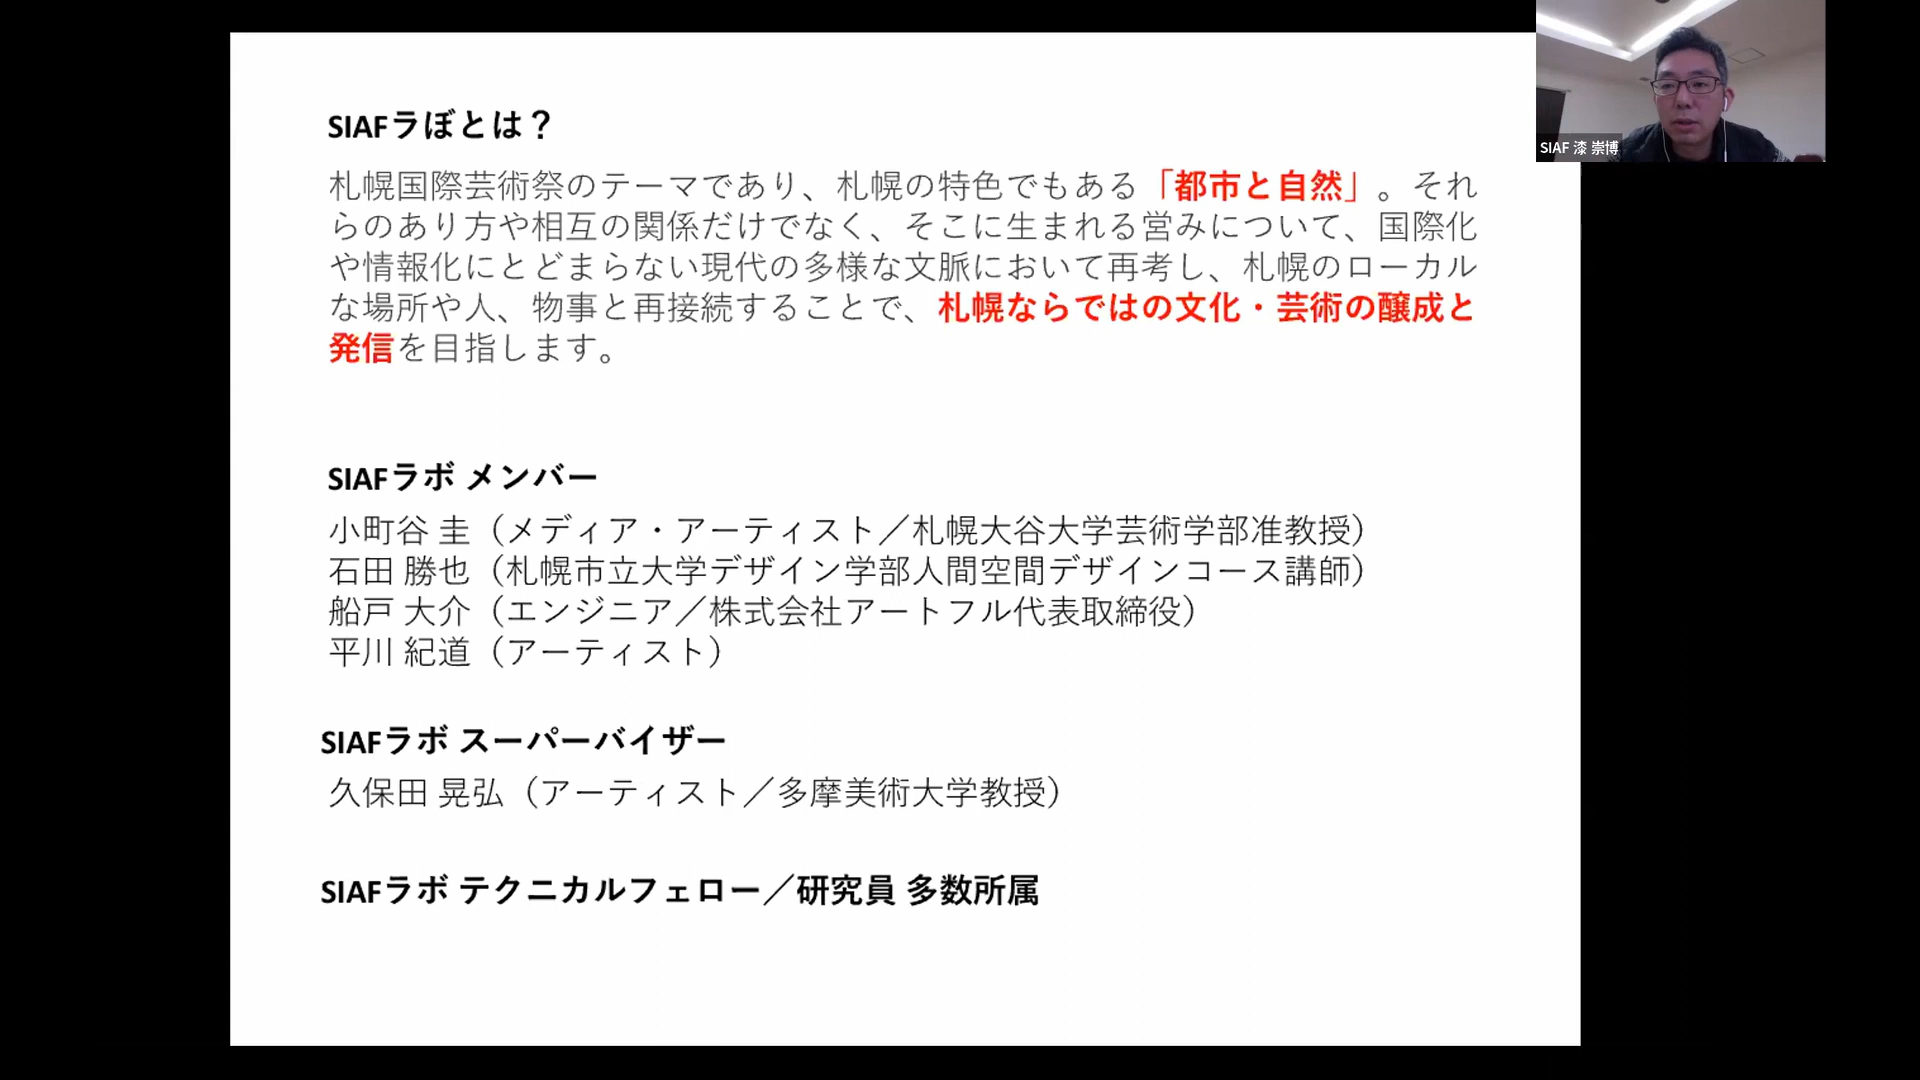 SIAFラぼとは？
札幌国際芸術祭のテーマであり、札幌の特色でもある「都市と自然」。それ
らのあり方や相互の関係だけでなく、そこに生まれる営みについて、国際化
や情報化にとどまらない現代の多様な文脈において再考し、札幌のローカル
な場所や人、物事と再接続することで、札幌ならではの文化・芸術の醸成と
発信を目指します。
SIAFラボ メンバー
小町谷 圭（メディア・アーティスト／札幌大谷大学芸術学部准教授）
石田 勝也（札幌市立大学デザイン学部人間空間デザインコース講師）
船戸 大介（エンジニア／株式会社アートフル代表取締役）
平川 紀道（アーティスト）
SIAFラボ スーパーバイザー
久保田 晃弘（アーティスト／多摩美術大学教授）
SIAFラボ テクニカルフェロー／研究員 多数所属
SIAF 漆 崇博